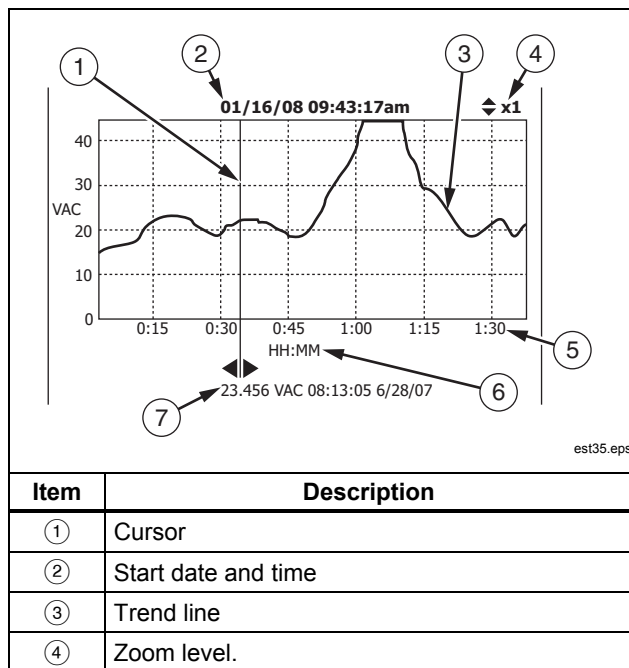 1 2 3 4
01/16/08 09:43:17am x1
40
30
VAC
20
10
0
0:15 0:30 0:45 1:00 1:15 1:30
HH:MM
5
23.456 VAC 08:13:05 6/28/07
7 6
est35.eps
Item Description
1 Cursor
2 Start date and time
3 Trend line
4 Zoom level.